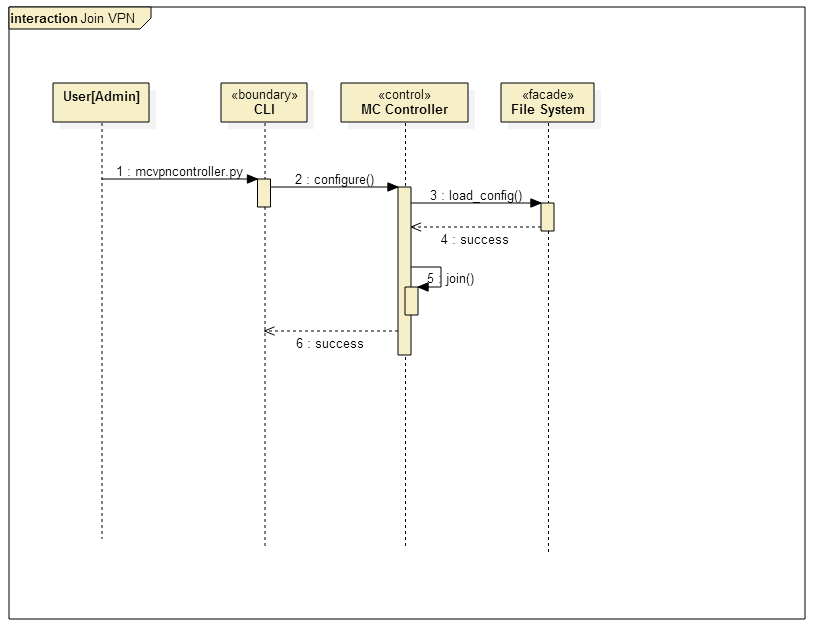 interaction Join VPN
User[Admin]
«boundary»
CLI
«control»
MC Controller
«facade»
File System
1 : mcvpncontroller.py
2 : configure()
3 : load_config()
4 : success
5 : join()
6 : success